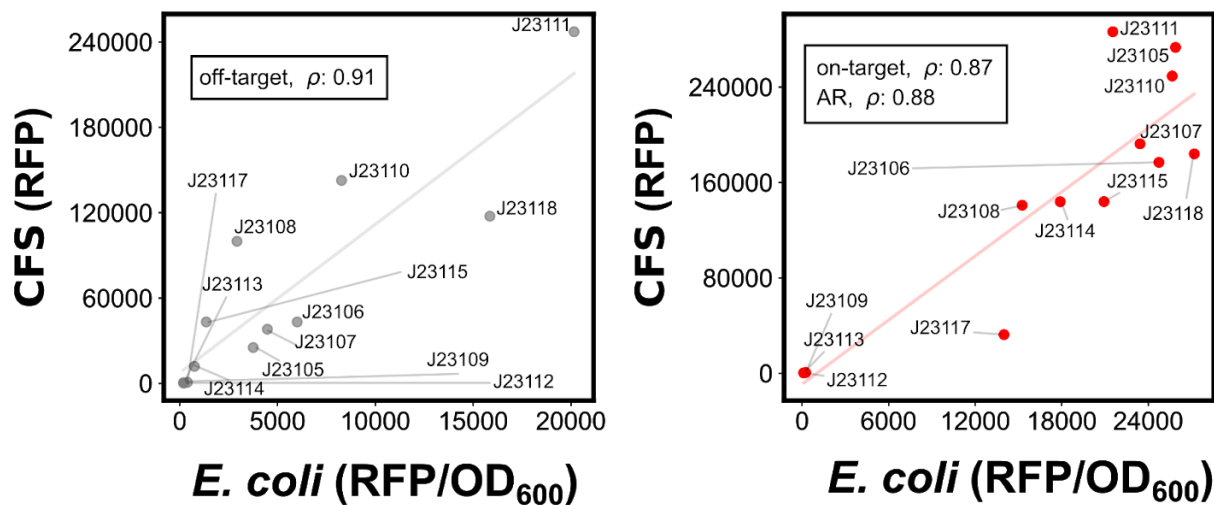 CFS (RFP)
240000
180000
120000
60000
0
off-target, ρ: 0.91
J23111
J23117
J23110
J23118
J23108
J23113
J23115
J23106
J23107
J23105
J23109
J23114
J23112
0
5000
10000
15000
20000
E. coli (RFP/OD600)
CFS (RFP)
240000
160000
80000
0
on-target, ρ: 0.87
AR, ρ: 0.88
J23111
J23105
J23110
J23107
J23106
J23115
J23108
J23118
J23114
J23109
J23117
J23113
J23112
0
6000
12000
18000
24000
E. coli (RFP/OD600)